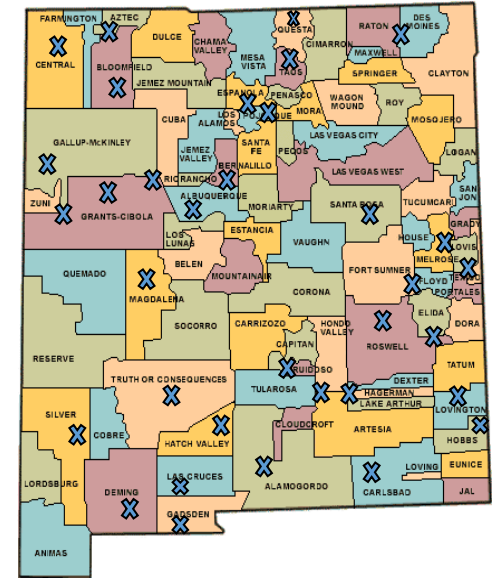 FARMINGTON
AZTEC
DULCE
CHAMA
VALLEY
QUESTA
CIMARRON
RATON
DES
MOINES
CENTRAL
BLOOMFIELD
MESA
VISTA
TAOS
MAXWELL
SPRINGER
CLAYTON
JEMEZ MOUNTAIN
ESPANOLA
PENASCO
WAGON
MOUND
ROY
CUBA
LOS
ALAMOS
MORA
MOSQJERO
GALLUP-McKINLEY
JEMEZ
VALLEY
SANTA
FE
PECOS
LAS VEGAS CITY
LOGAN
BERNALILLO
LAS VEGAS WEST
RIO RANCHO
ZUNI
GRANTS-CIBOLA
ALBUQUERQUE
MORIARTY
SANTA ROSA
TUCUMCARI
SAN
JON
LOS
LUNAS
ESTANCIA
VAUGHN
HOUSE
GRADY
MELROSE
BELEN
QUEMADO
MAGDALENA
MOUNTAINAIR
FORT SUMNER
FLOYD
PORTALES
CORONA
SOCORRO
CARRIZOZO
HONDO
VALLEY
ELIDA
DORA
CAPITAN
ROSWELL
RESERVE
TRUTH OR CONSEQUENCES
RUIDOSO
TATUM
TULAROSA
DEXTER
HAGERMAN
LAKE ARTHUR
LOVINGTON
SILVER
COBRE
HATCH VALLEY
CLOUDCROFT
ARTESIA
HOBBS
LORDSBURG
LAS CRUCES
ALAMOGORDO
LOVING
EUNICE
DEMING
CARLSBAD
JAL
GADSDEN
ANIMAS